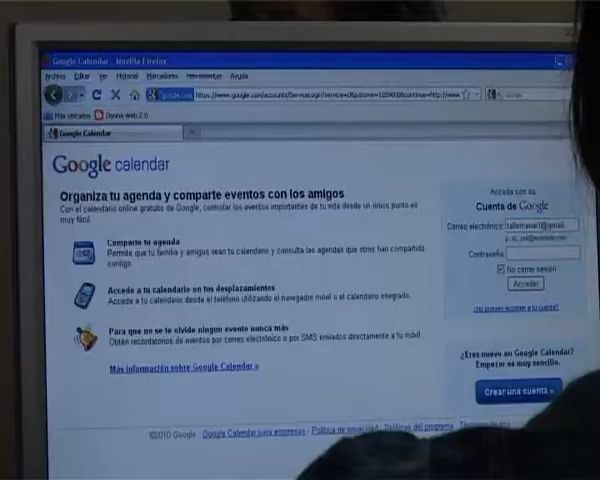 Google Calendar - Mozilla Firefox
Archivo Editar Ver Historial Marcadores Herramientas Ayuda
Más visitados Oyona web 2.0
Google Calendar
Google calendar
Organiza tu agenda y comparte eventos con los amigos
Con el calendario online gratuito de Google, controlar los eventos importantes de tu vida desde un único punto es
muy fácil.
Comparte tu agenda
Permite que tu familia y amigos vean tu calendario y consulta las agendas que otros han compartido
contigo.
Accede a tu calendario en tus desplazamientos
Accede a tu calendario desde el teléfono utilizando el navegador móvil o el calendario integrado.
Para que no se te olvide ningún evento nunca más
Obtén recordatorios de eventos por correo electrónico o por SMS enviados directamente a tu móvil.
Más información sobre Google Calendar »
Acceda con su
Cuenta de Google
Correo electrónico:
Contraseña:
No cerrar sesión
Acceder
¿No puedes acceder a tu cuenta?
¿Eres nuevo en Google Calendar?
Empezar es muy sencillo.
Crear una cuenta »
©2010 Google Google Calendar para empresas Política de privacidad Políticas del programa